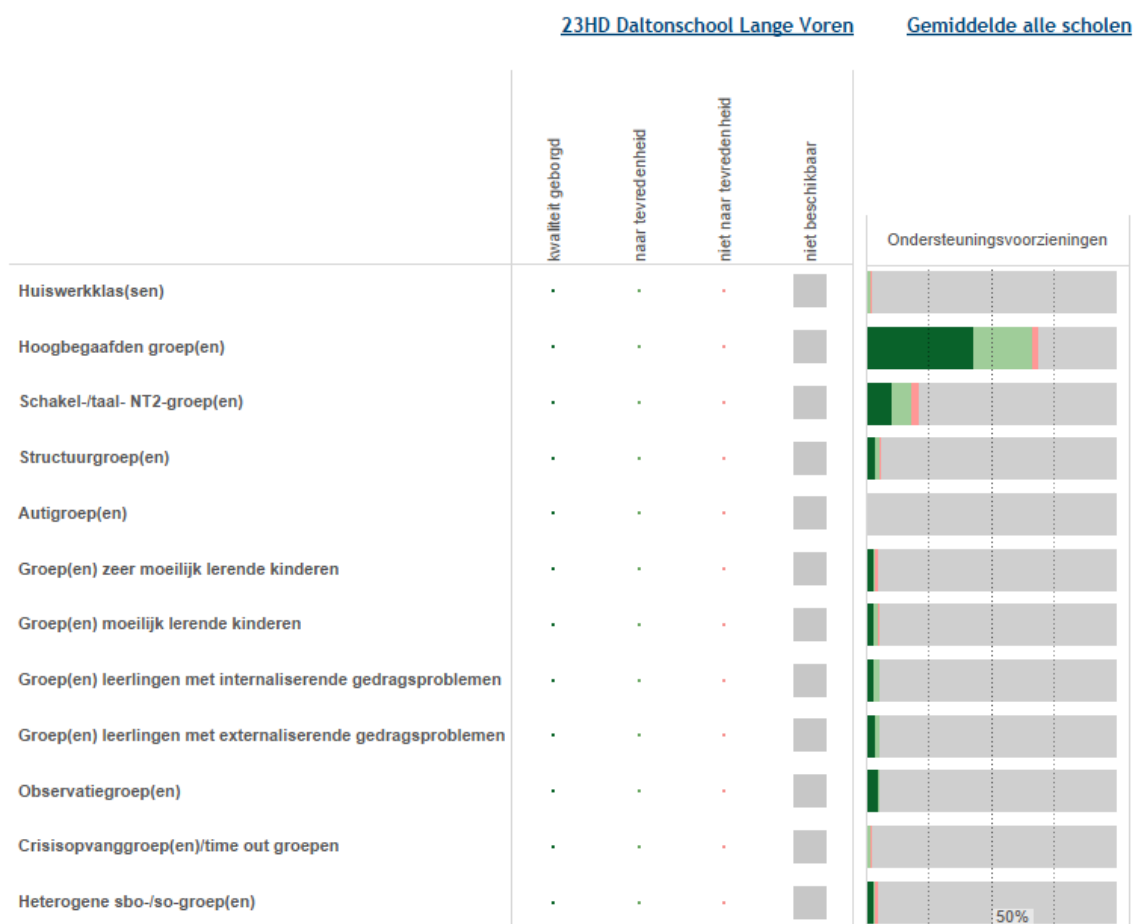 23HD Daltonschool Lange Voren
Gemiddelde alle scholen
kwaliteit geborgd
naar tevredenheid
niet naar tevredenheid
niet beschikbaar
Ondersteuningsvoorzieningen
Huiswerkklas(sen)
Hoogbegaafden groep(en)
Schakel-/taal- NT2-groep(en)
Structuurgroep(en)
Autigroep(en)
Groep(en) zeer moeilijk lerende kinderen
Groep(en) moeilijk lerende kinderen
Groep(en) leerlingen met internaliserende gedragsproblemen
Groep(en) leerlingen met externaliserende gedragsproblemen
Observatiegroep(en)
Crisisopvanggroep(en)/time out groepen
Heterogene sbo-/so-groep(en)
50%